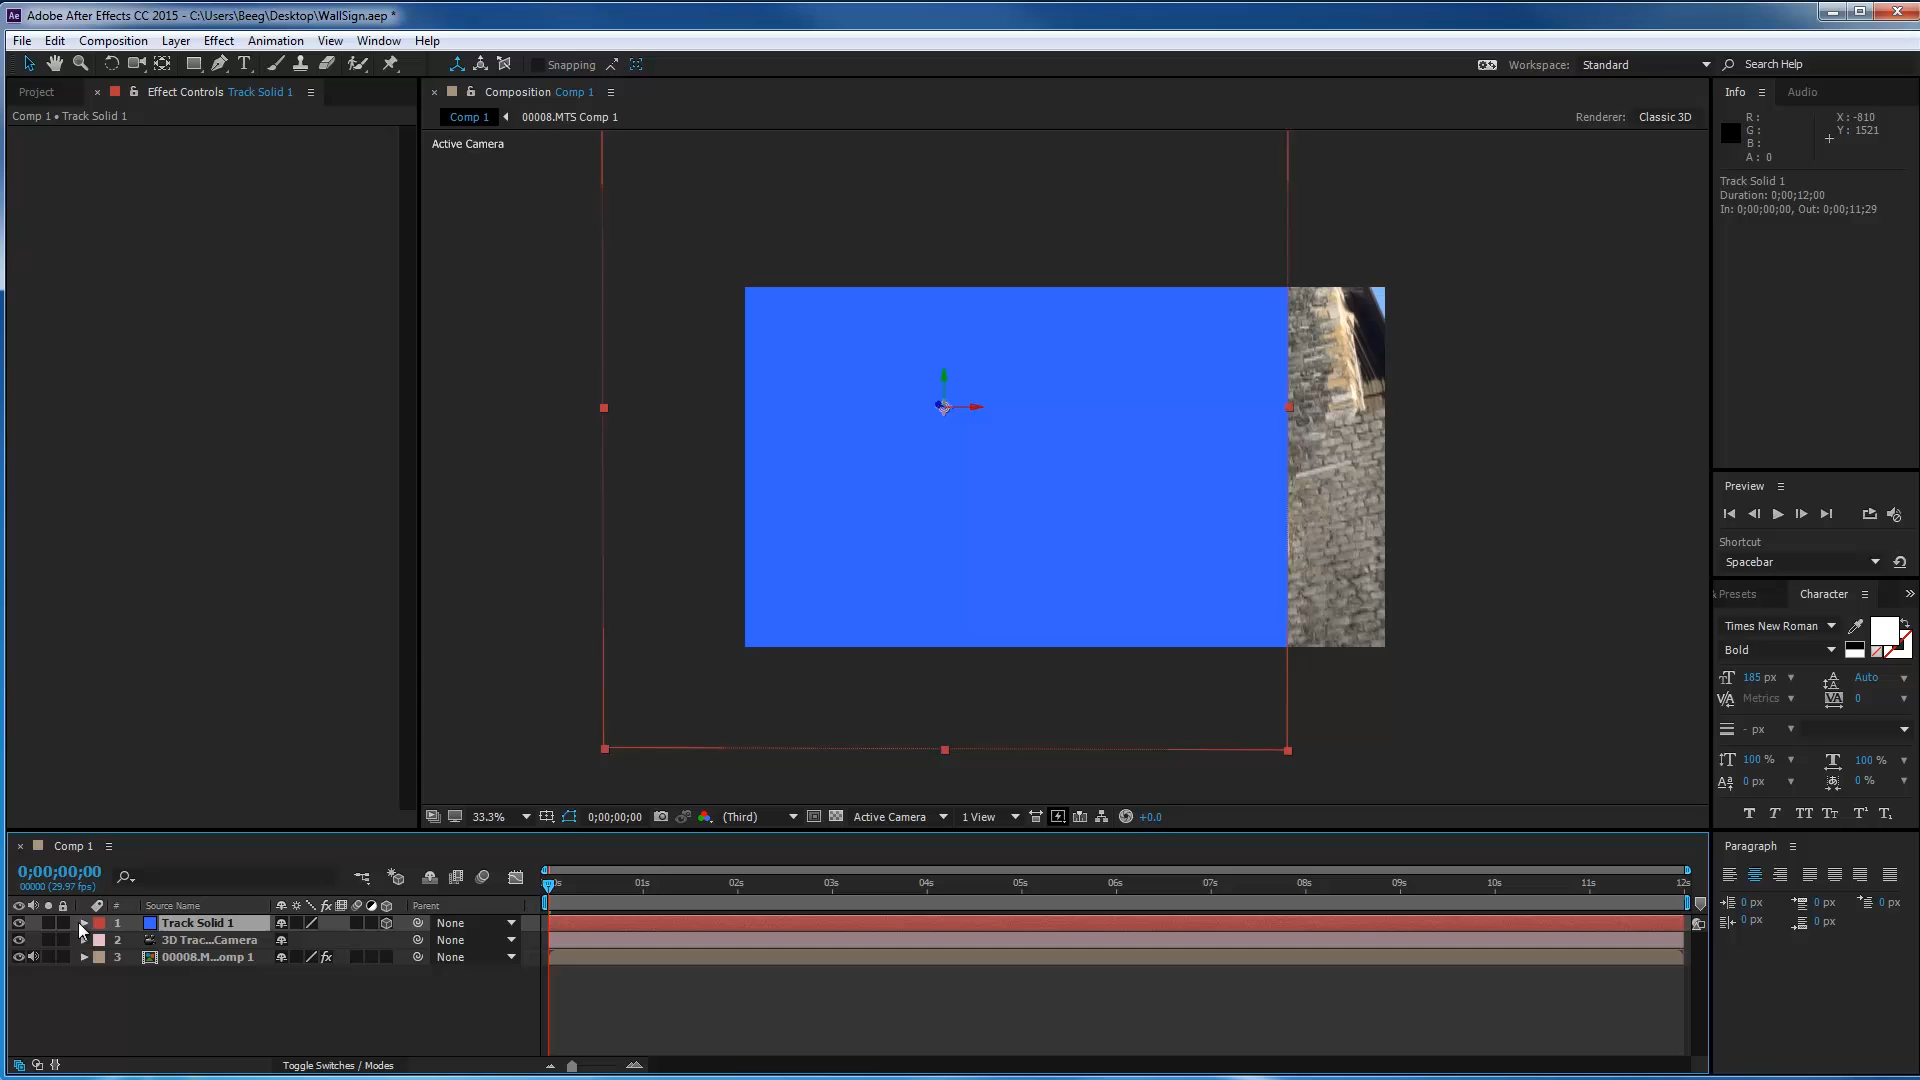 Adobe After Effects CC 2015 - C:\Users\Beeg\Desktop\WallSign.aep *
File Edit Composition Layer Effect Animation View Window Help
Snapping
Workspace: Standard
Search Help
Project
Effect Controls Track Solid 1
Composition Comp 1
Info
Audio
Comp 1 • Track Solid 1
Comp 1
00008.MTS Comp 1
Renderer: Classic 3D
Active Camera
R :
G :
B :
A : 0
X : -810
Y : 1521
Track Solid 1
Duration: 0;00;12;00
In: 0;00;00;00, Out: 0;00;11;29
Preview
Shortcut
Spacebar
& Presets
Character
Times New Roman
Bold
185 px
Auto
Metrics
0
- px
100 %
100 %
0 px
0 %
33.3%
0;00;00;00
(Third)
Active Camera
1 View
+0.0
Comp 1
Paragraph
0;00;00;00
00000 (29.97 fps)
01s 02s 03s 04s 05s 06s 07s 08s 09s 10s 11s 12s
# Source Name
Parent
1 Track Solid 1 None
2 3D Trac...Camera None
3 00008.M...omp 1 None
0 px 0 px 0 px
0 px 0 px
Toggle Switches / Modes